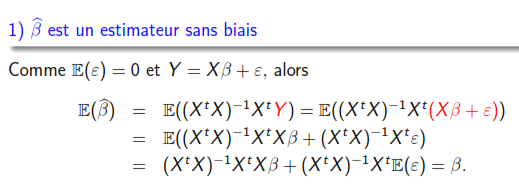 1) β̂ est un estimateur sans biais
Comme 𝔼(ε) = 0 et Y = Xβ + ε, alors
𝔼(β̂) = 𝔼((XᵗX)⁻¹XᵗY) = 𝔼((XᵗX)⁻¹Xᵗ(Xβ + ε))
= 𝔼((XᵗX)⁻¹XᵗXβ + (XᵗX)⁻¹Xᵗε)
= (XᵗX)⁻¹XᵗXβ + (XᵗX)⁻¹Xᵗ𝔼(ε) = β.